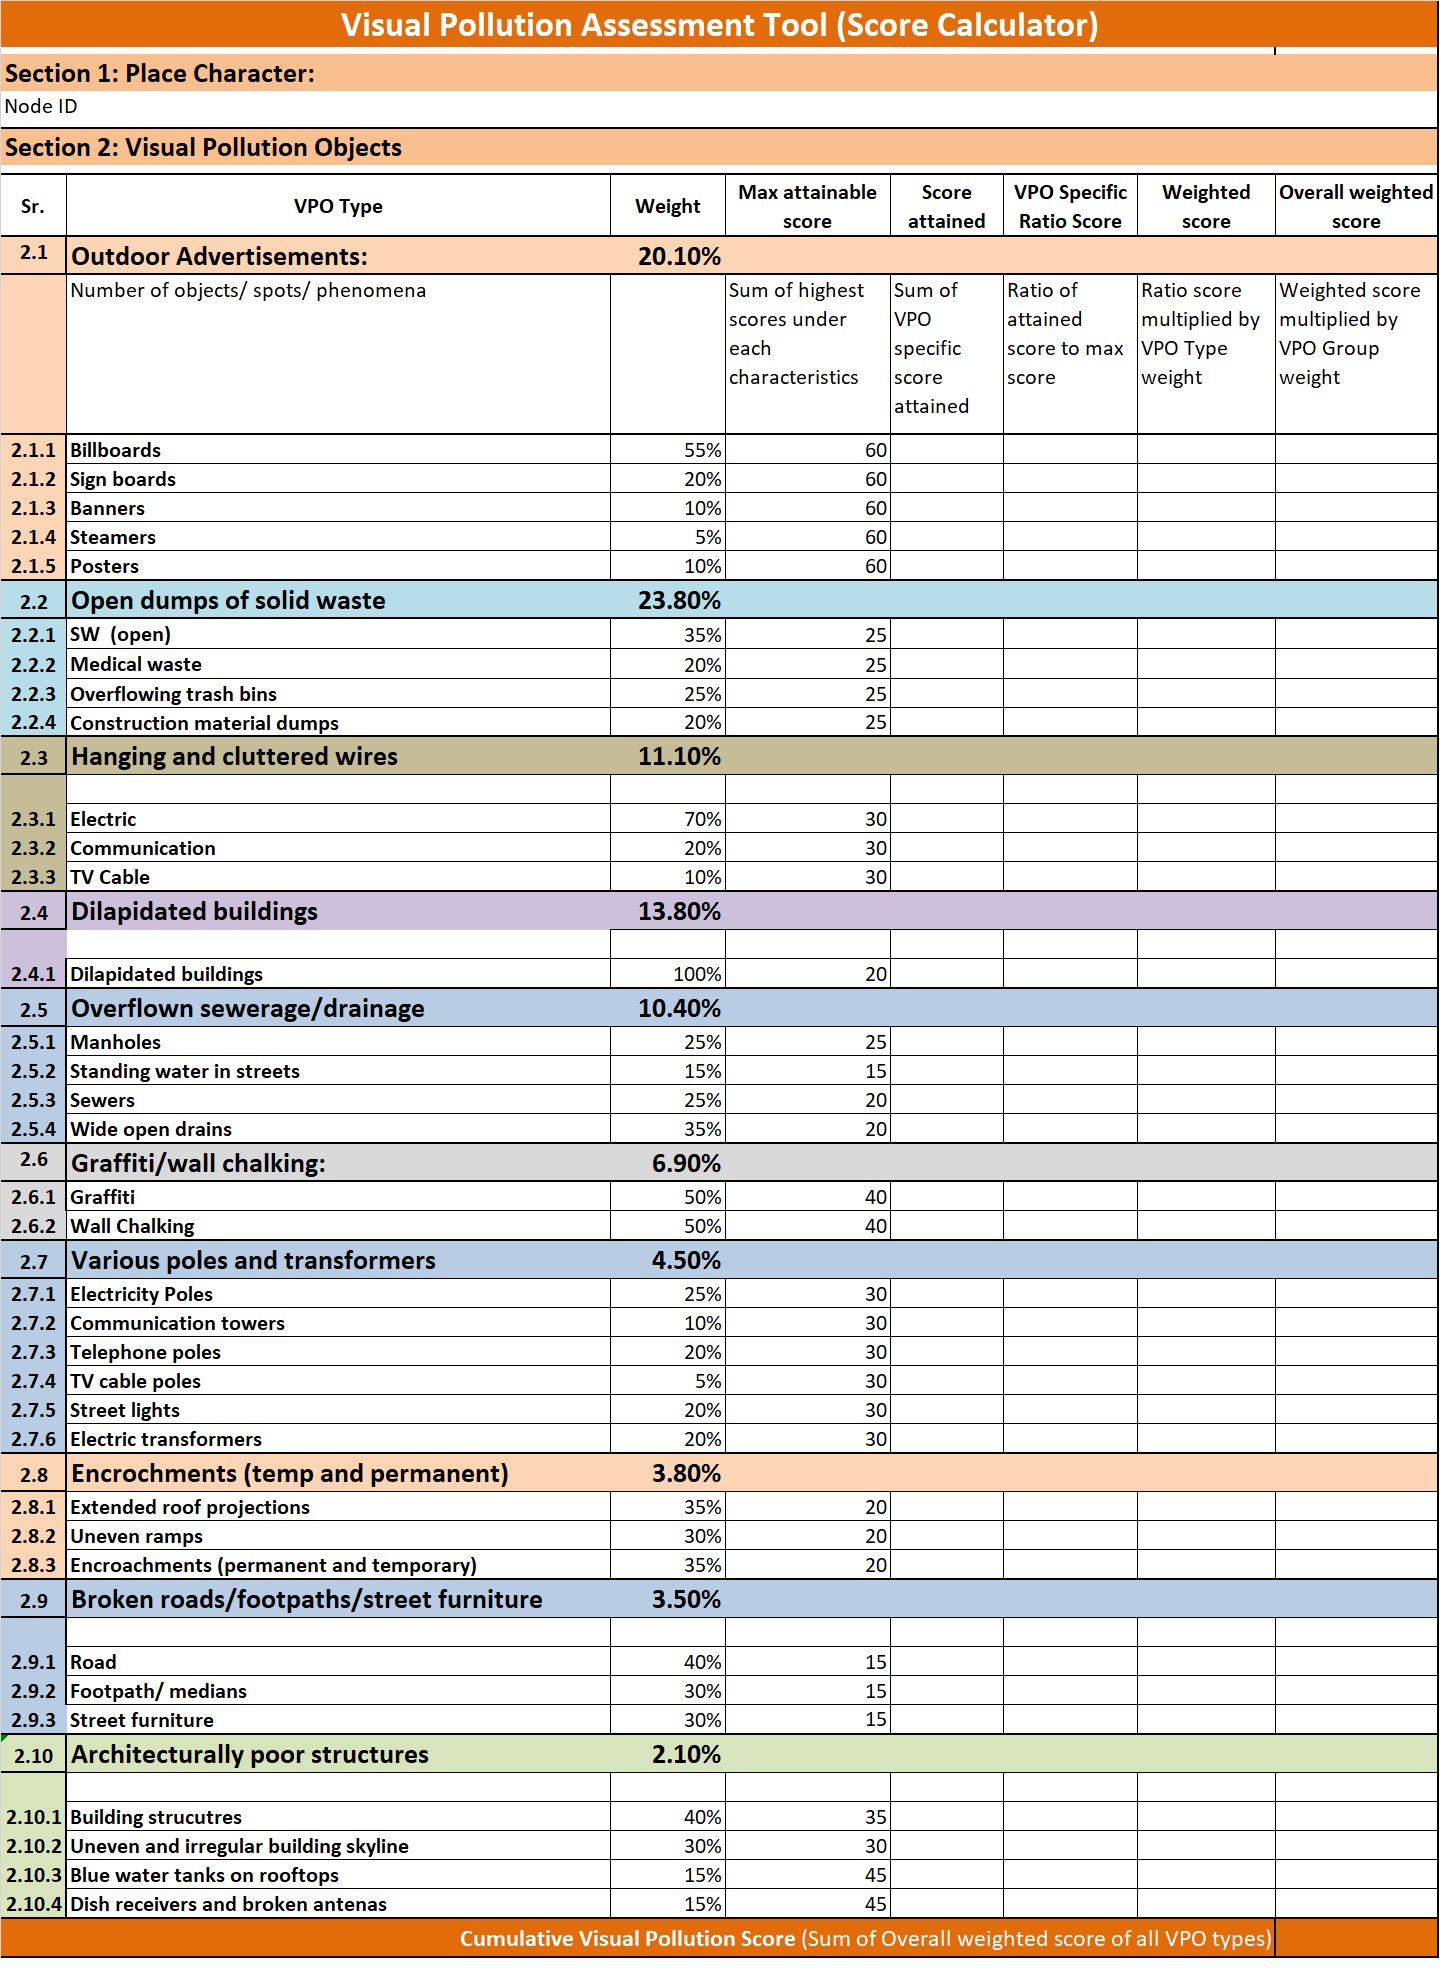 Visual Pollution Assessment Tool (Score Calculator)
Section 1: Place Character:
Node ID
Section 2: Visual Pollution Objects
Sr. VPO Type Weight Max attainable score Score attained VPO Specific Ratio Score Weighted score Overall weighted score
2.1 Outdoor Advertisements: 20.10%
Number of objects/ spots/ phenomena Sum of highest scores under each characteristics Sum of VPO specific score attained Ratio of attained score to max score Ratio score multiplied by VPO Type weight Weighted score multiplied by VPO Group weight
2.1.1 Billboards 55% 60
2.1.2 Sign boards 20% 60
2.1.3 Banners 10% 60
2.1.4 Steamers 5% 60
2.1.5 Posters 10% 60
2.2 Open dumps of solid waste 23.80%
2.2.1 SW (open) 35% 25
2.2.2 Medical waste 20% 25
2.2.3 Overflowing trash bins 25% 25
2.2.4 Construction material dumps 20% 25
2.3 Hanging and cluttered wires 11.10%
2.3.1 Electric 70% 30
2.3.2 Communication 20% 30
2.3.3 TV Cable 10% 30
2.4 Dilapidated buildings 13.80%
2.4.1 Dilapidated buildings 100% 20
2.5 Overflown sewerage/drainage 10.40%
2.5.1 Manholes 25% 25
2.5.2 Standing water in streets 15% 15
2.5.3 Sewers 25% 20
2.5.4 Wide open drains 35% 20
2.6 Graffiti/wall chalking: 6.90%
2.6.1 Graffiti 50% 40
2.6.2 Wall Chalking 50% 40
2.7 Various poles and transformers 4.50%
2.7.1 Electricity Poles 25% 30
2.7.2 Communication towers 10% 30
2.7.3 Telephone poles 20% 30
2.7.4 TV cable poles 5% 30
2.7.5 Street lights 20% 30
2.7.6 Electric transformers 20% 30
2.8 Encrochments (temp and permanent) 3.80%
2.8.1 Extended roof projections 35% 20
2.8.2 Uneven ramps 30% 20
2.8.3 Encroachments (permanent and temporary) 35% 20
2.9 Broken roads/footpaths/street furniture 3.50%
2.9.1 Road 40% 15
2.9.2 Footpath/ medians 30% 15
2.9.3 Street furniture 30% 15
2.10 Architecturally poor structures 2.10%
2.10.1 Building strucutres 40% 35
2.10.2 Uneven and irregular building skyline 30% 30
2.10.3 Blue water tanks on rooftops 15% 45
2.10.4 Dish receivers and broken antenas 15% 45
Cumulative Visual Pollution Score (Sum of Overall weighted score of all VPO types)